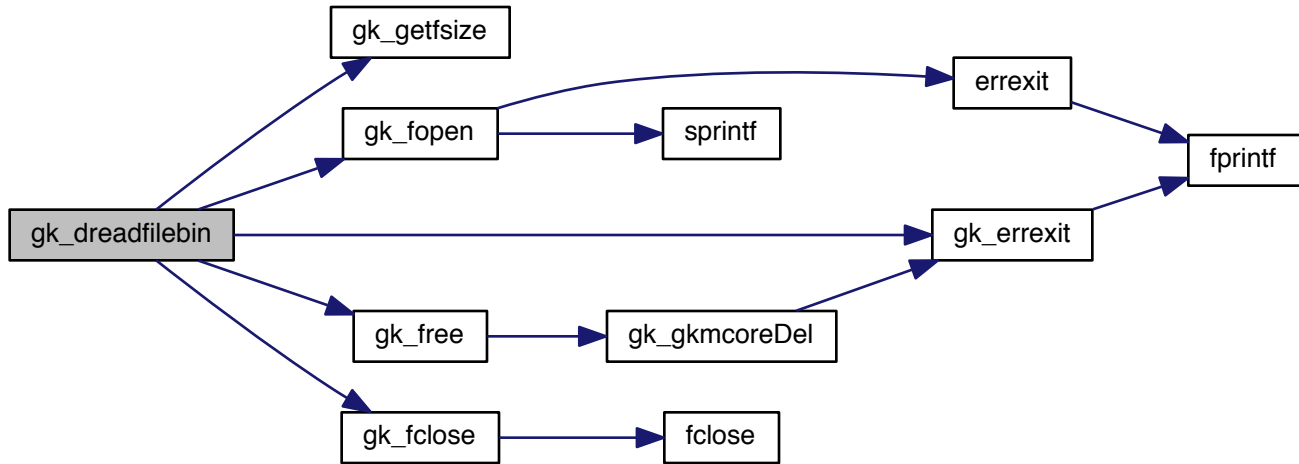 gk_getfsize
errexit
gk_fopen
sprintf
fprintf
gk_dreadfilebin
gk_errexit
gk_free
gk_gkmcoreDel
gk_fclose
fclose